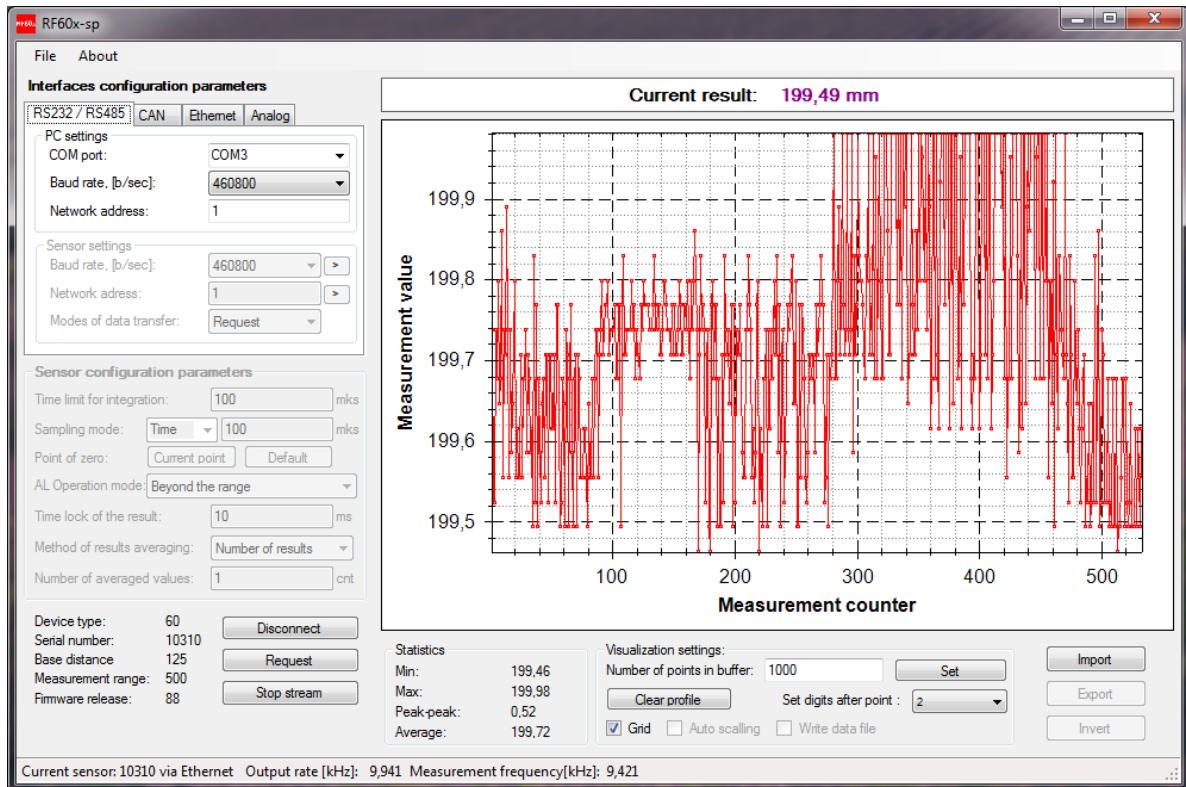 RF60x-sp
File About
Interfaces configuration parameters
RS232 / RS485 CAN Ethernet Analog
PC settings
COM port: COM3
Baud rate, [b/sec]: 460800
Network address: 1
Sensor settings
Baud rate, [b/sec]: 460800 >
Network adress: 1 >
Modes of data transfer: Request
Sensor configuration parameters
Time limit for integration: 100 mks
Sampling mode: Time 100 mks
Point of zero: Current point Default
AL Operation mode: Beyond the range
Time lock of the result: 10 ms
Method of results averaging: Number of results
Number of averaged values: 1 cnt
Device type: 60
Serial number: 10310
Base distance 125
Measurement range: 500
Firmware release: 88
Disconnect
Request
Stop stream
Current result: 199,49 mm
Measurement value
199,9
199,8
199,7
199,6
199,5
100 200 300 400 500
Measurement counter
Statistics
Min: 199,46
Max: 199,98
Peak-peak: 0,52
Average: 199,72
Visualization settings:
Number of points in buffer: 1000 Set
Clear profile Set digits after point : 2
Grid Auto scalling Write data file
Import
Export
Invert
Current sensor: 10310 via Ethernet Output rate [kHz]: 9,941 Measurement frequency[kHz]: 9,421